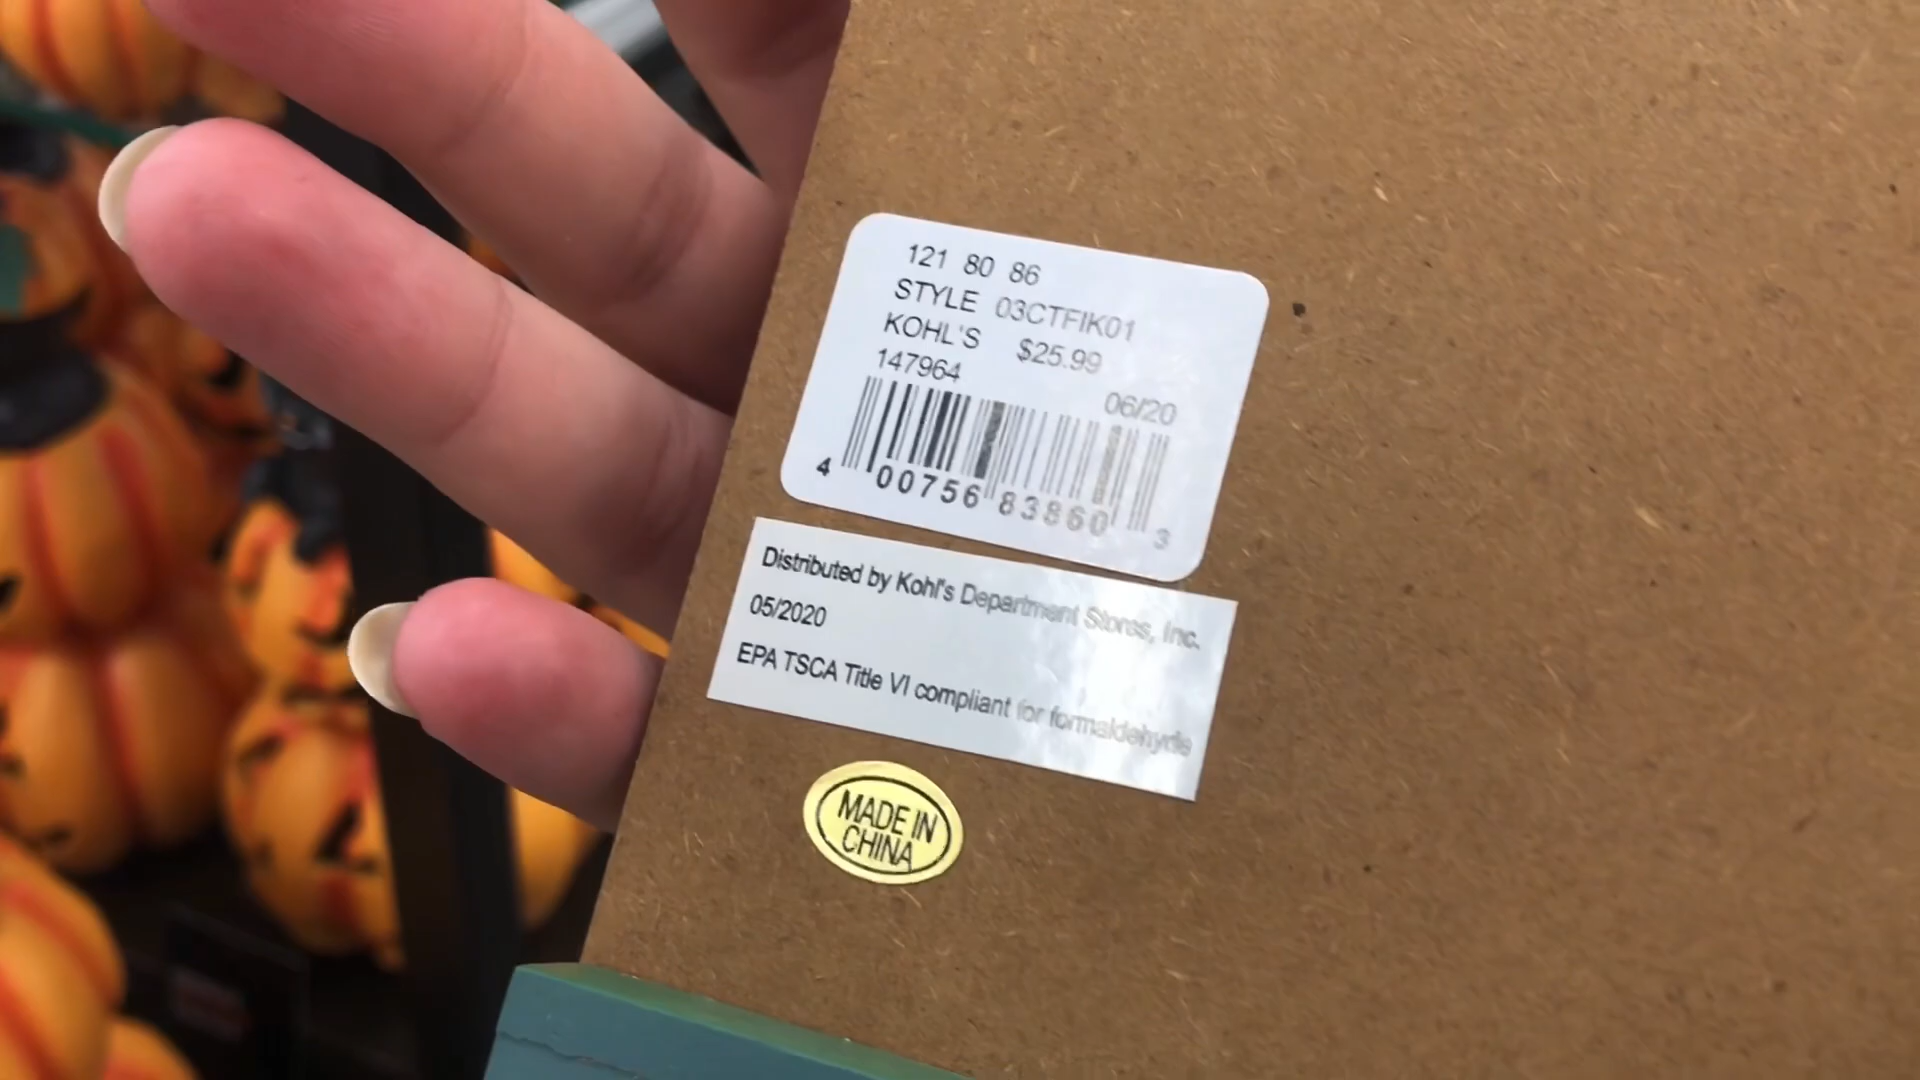 121 80 86
STYLE 03CTFIK01
KOHL'S $25.99
147964
06/20
4 00756 83860 3
Distributed by Kohl's Department Stores, Inc.
05/2020
EPA TSCA Title VI compliant for formaldehyde
MADE IN
CHINA